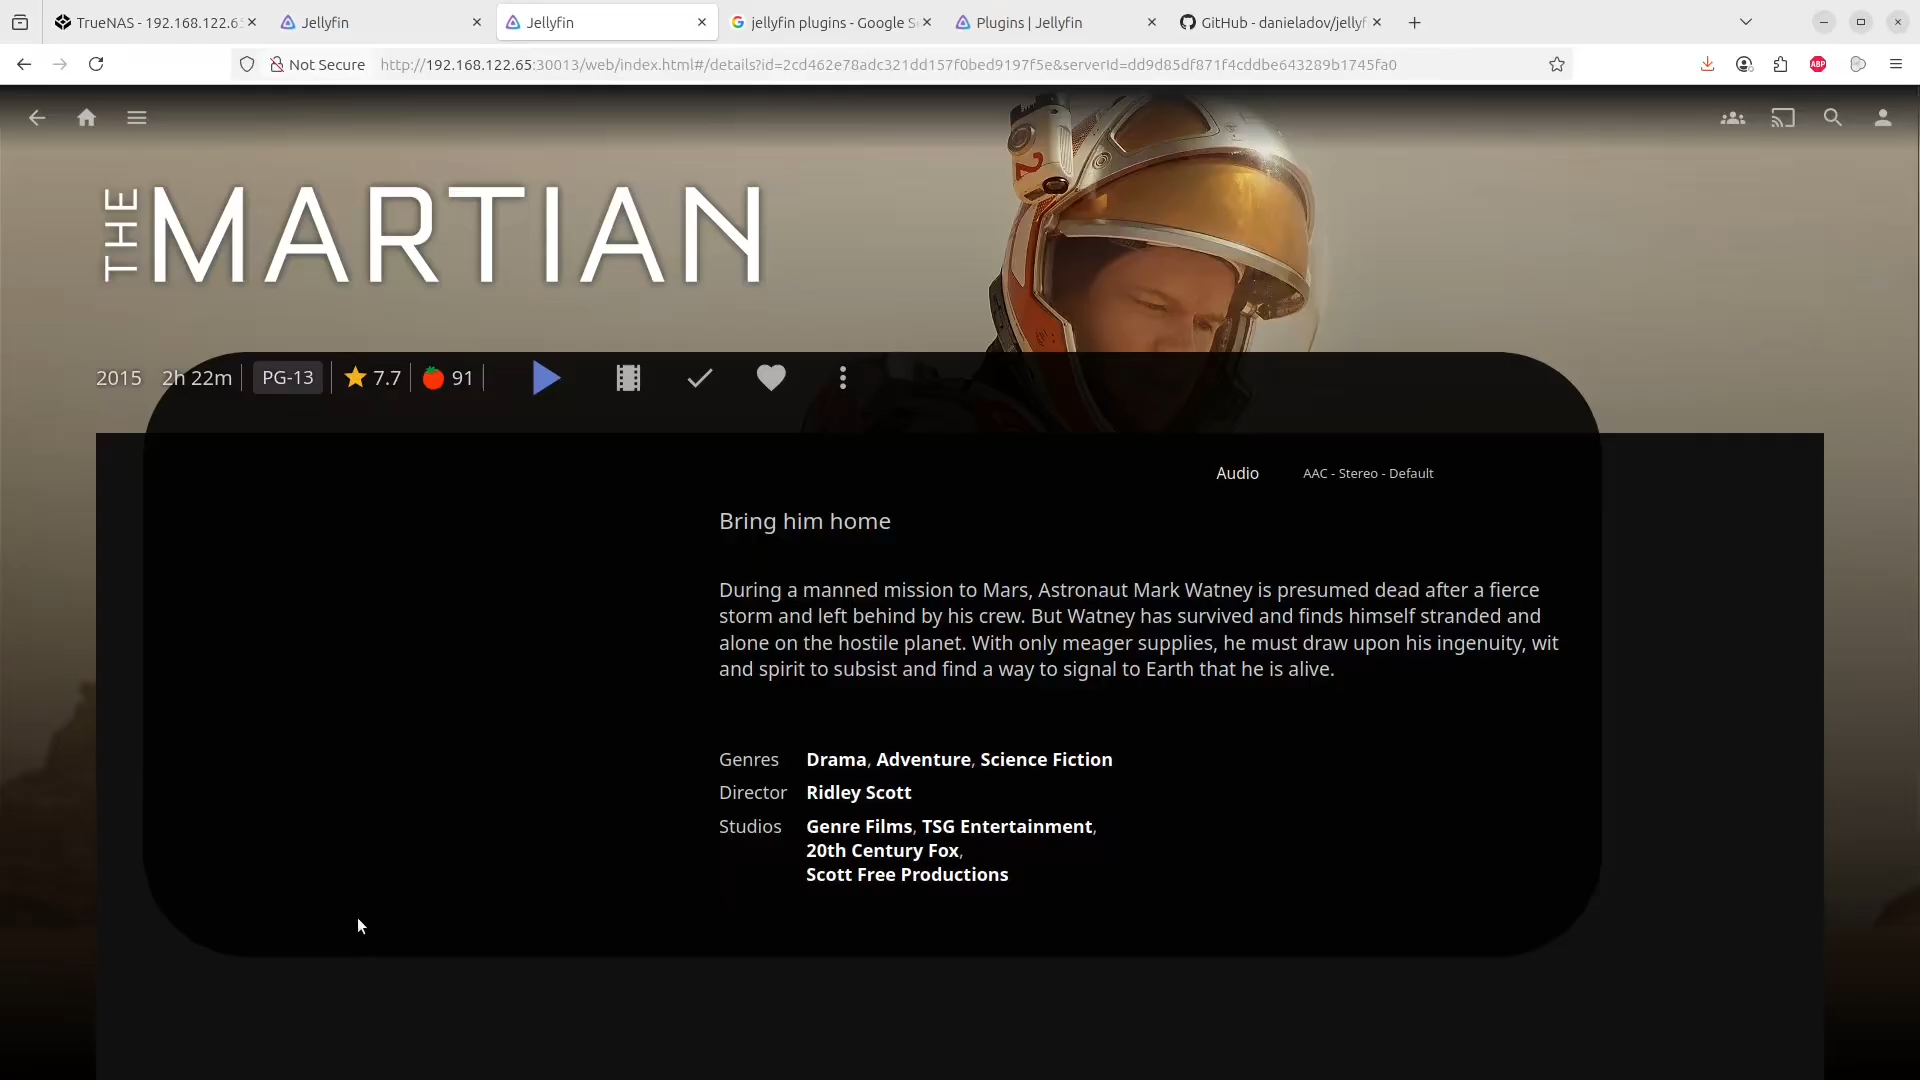 TrueNAS - 192.168.122.6
Jellyfin
Jellyfin
jellyfin plugins - Google Se
Plugins | Jellyfin
GitHub - danieladov/jellyf
Not Secure
http://192.168.122.65:30013/web/index.html#/details?id=2cd462e78adc321dd157f0bed9197f5e&serverId=dd9d85df871f4cddbe643289b1745fa0
ABP
2
THE MARTIAN
2015 2h 22m PG-13 7.7 91
Audio AAC - Stereo - Default
Bring him home
During a manned mission to Mars, Astronaut Mark Watney is presumed dead after a fierce
storm and left behind by his crew. But Watney has survived and finds himself stranded and
alone on the hostile planet. With only meager supplies, he must draw upon his ingenuity, wit
and spirit to subsist and find a way to signal to Earth that he is alive.
Genres Drama, Adventure, Science Fiction
Director Ridley Scott
Studios Genre Films, TSG Entertainment,
20th Century Fox,
Scott Free Productions